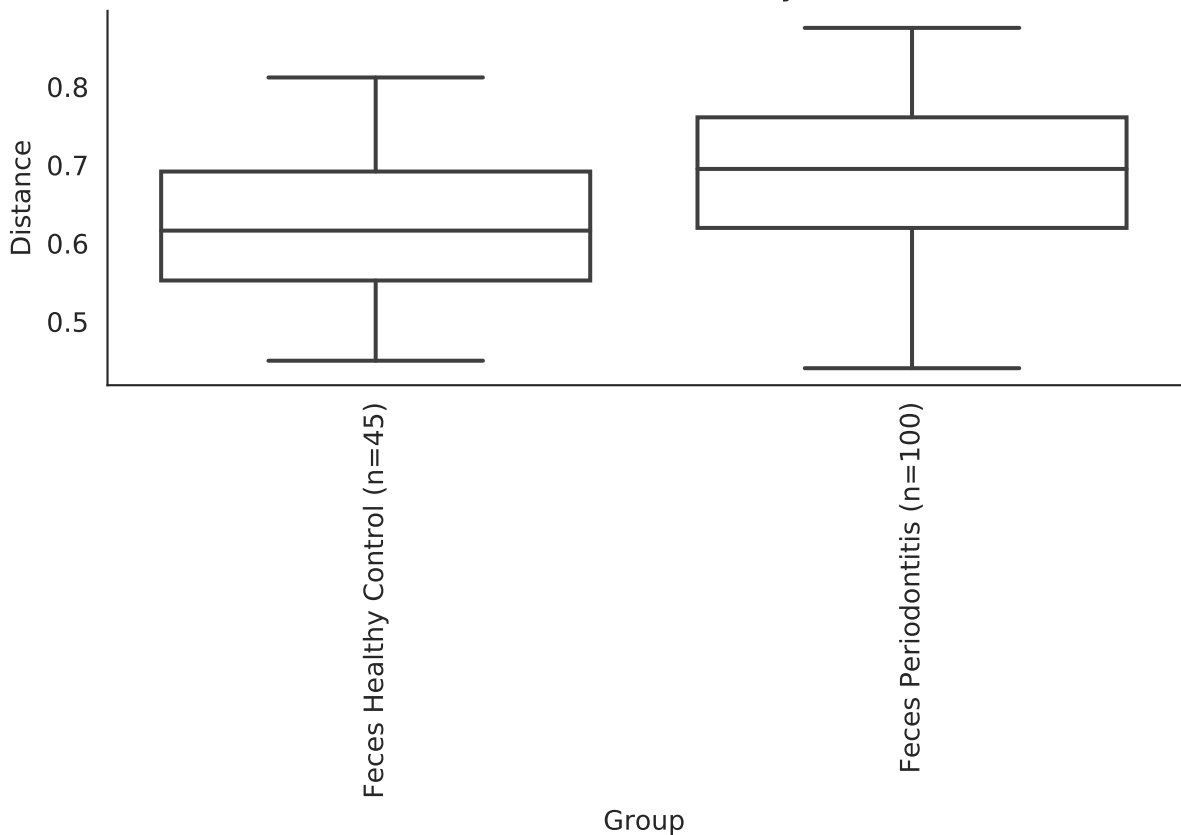 0.8
0.7
0.6
0.5
Distance
Feces Healthy Control (n=45)
Feces Periodontitis (n=100)
Group